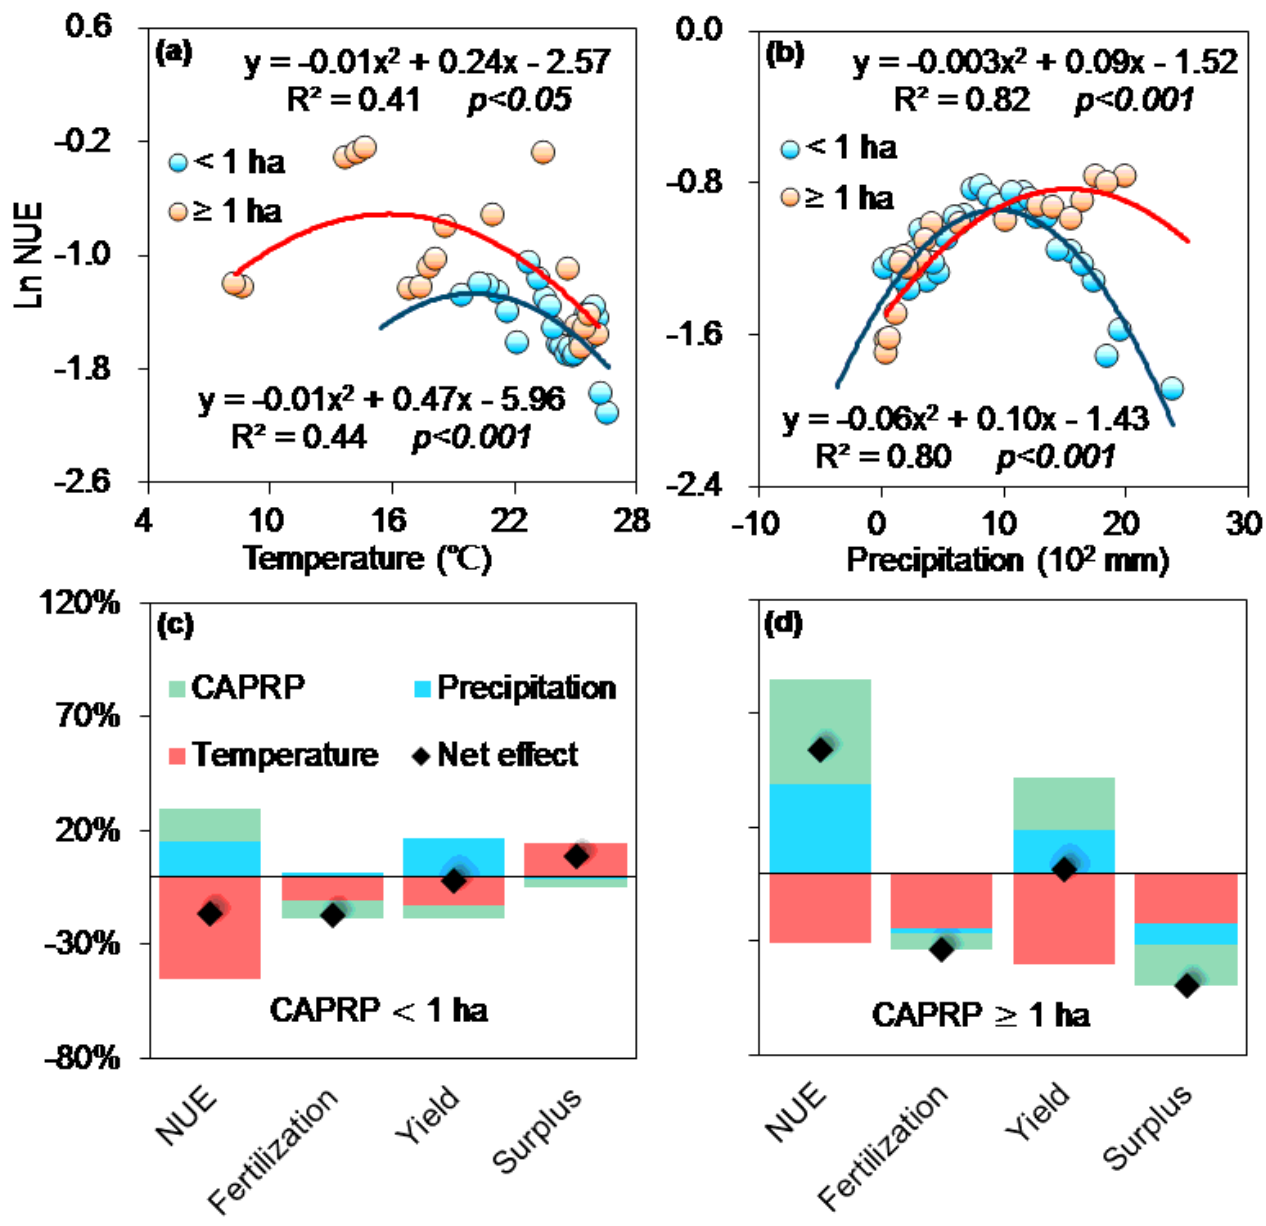 Ln NUE
0.6
-0.2
-1.0
-1.8
-2.6
(a)
y = -0.01x² + 0.24x - 2.57
R² = 0.41 p<0.05
< 1 ha
≥ 1 ha
y = -0.01x² + 0.47x - 5.96
R² = 0.44 p<0.001
4 10 16 22 28
Temperature (℃)
0.0
-0.8
-1.6
-2.4
(b)
y = -0.003x² + 0.09x - 1.52
R² = 0.82 p<0.001
< 1 ha
≥ 1 ha
y = -0.06x² + 0.10x - 1.43
R² = 0.80 p<0.001
-10 0 10 20 30
Precipitation (10² mm)
120%
70%
20%
-30%
-80%
(c)
CAPRP Precipitation
Temperature Net effect
CAPRP < 1 ha
NUE Fertilization Yield Surplus
(d)
CAPRP ≥ 1 ha
NUE Fertilization Yield Surplus